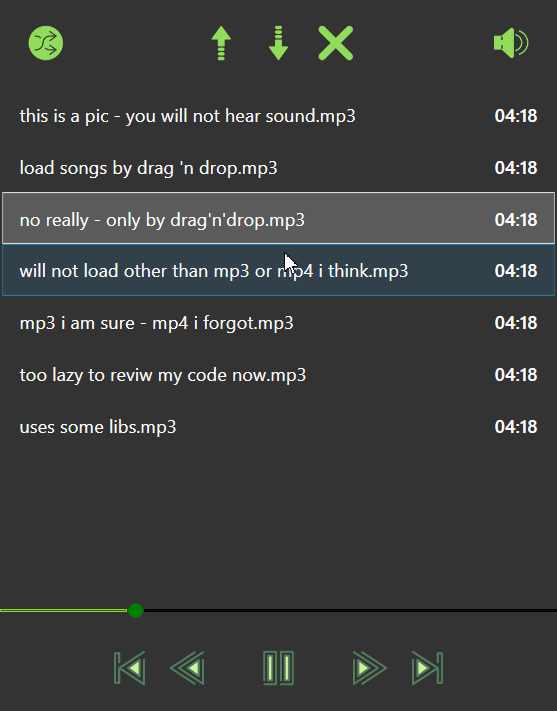 this is a pic - you will not hear sound.mp3 04:18
load songs by drag 'n drop.mp3 04:18
no really - only by drag'n'drop.mp3 04:18
will not load other than mp3 or mp4 i think.mp3 04:18
mp3 i am sure - mp4 i forgot.mp3 04:18
too lazy to reviw my code now.mp3 04:18
uses some libs.mp3 04:18